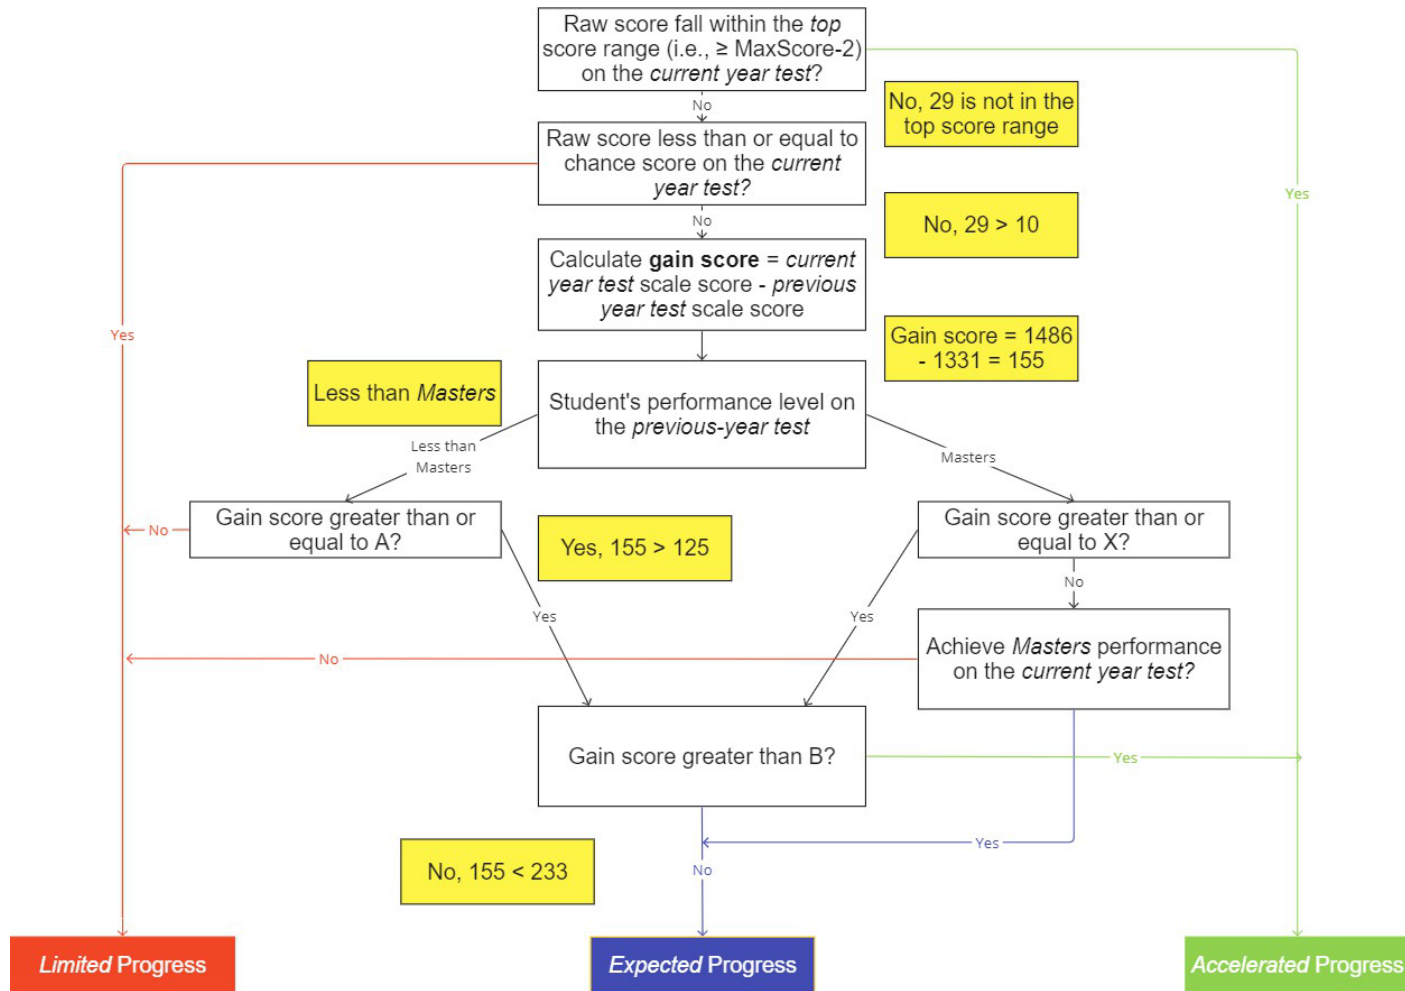 Raw score fall within the top
score range (i.e., ≥ MaxScore-2)
on the current year test?
No
Yes
No, 29 is not in the
top score range
Raw score less than or equal to
chance score on the current
year test?
No
Yes
No, 29 > 10
Calculate gain score = current
year test scale score - previous
year test scale score
Gain score = 1486
- 1331 = 155
Less than Masters
Student's performance level on
the previous-year test
Less than
Masters
Masters
Gain score greater than or
equal to A?
No
Yes
Yes, 155 > 125
Gain score greater than or
equal to X?
No
Yes
Achieve Masters performance
on the current year test?
No
Yes
Gain score greater than B?
Yes
No
No, 155 < 233
Limited Progress
Expected Progress
Accelerated Progress